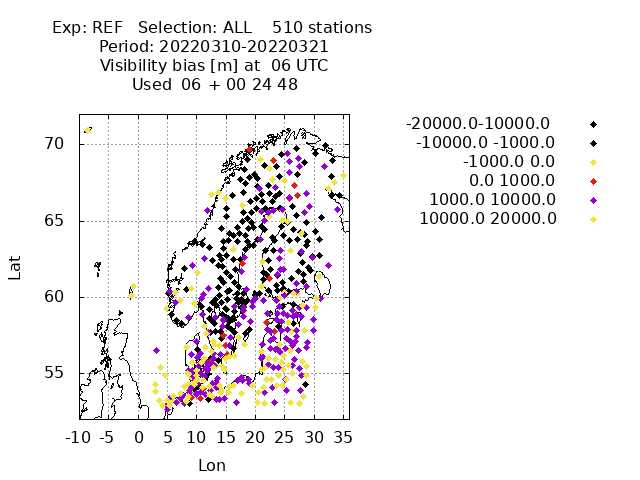 Exp: REF   Selection: ALL    510 stations
Period: 20220310-20220321
Visibility bias [m] at  06 UTC
Used  06 + 00 24 48
-20000.0-10000.0
-10000.0 -1000.0
-1000.0 0.0
0.0 1000.0
1000.0 10000.0
10000.0 20000.0
70
65
60
55
Lat
-10 -5 0 5 10 15 20 25 30 35
Lon